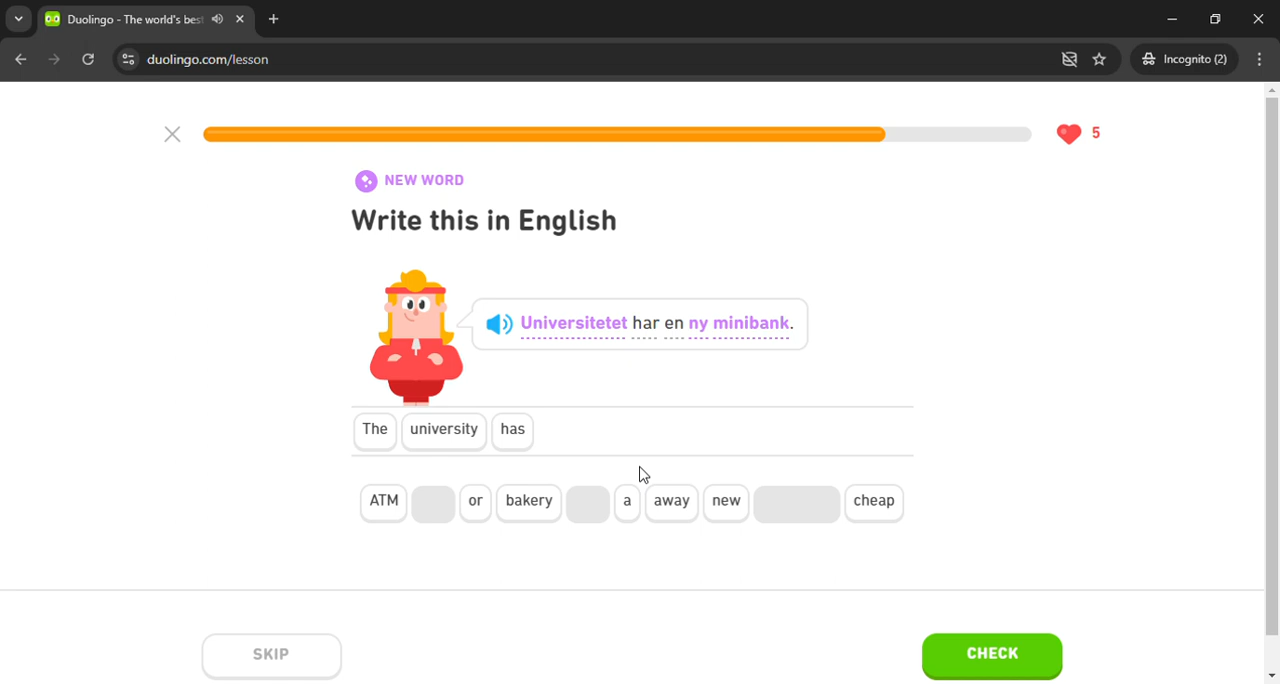 Duolingo - The world's bes
duolingo.com/lesson
Incognito (2)
5
NEW WORD
Write this in English
Universitetet har en ny minibank.
The university has
ATM or bakery a away new cheap
SKIP
CHECK